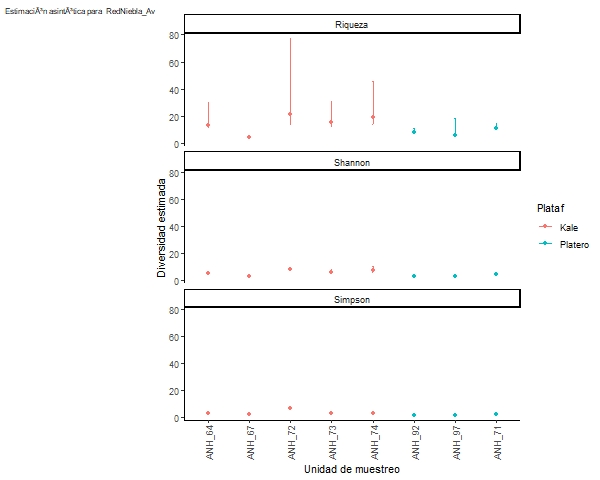 EstimaciÃ³n asintÃ³tica para RedNiebla_Av
Riqueza
80
60
40
20
0
Shannon
80
60
40
20
0
Simpson
80
60
40
20
0
Diversidad estimada
ANH_64
ANH_67
ANH_72
ANH_73
ANH_74
ANH_92
ANH_97
ANH_71
Unidad de muestreo
Plataf
Kale
Platero